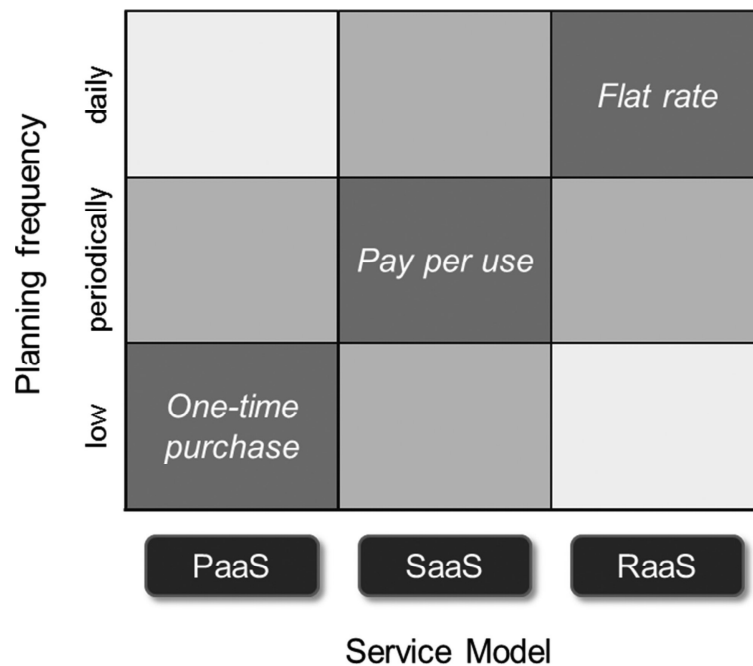 Planning frequency
daily
periodically
low
Flat rate
Pay per use
One-time
purchase
PaaS
SaaS
RaaS
Service Model